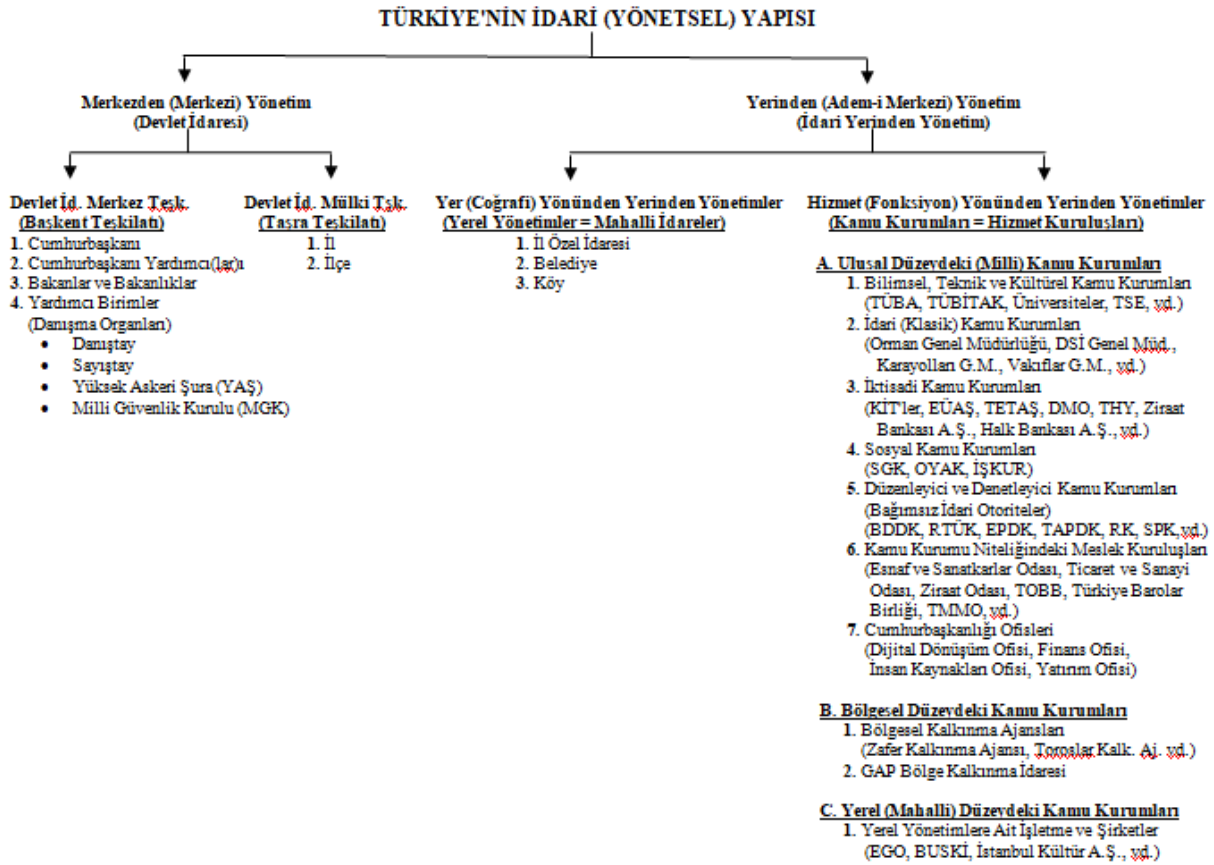 TÜRKİYE'NİN İDARİ (YÖNETSEL) YAPISI
Merkezden (Merkezi) Yönetim
(Devlet İdaresi)
Yerinden (Adem-i Merkezi) Yönetim
(İdari Yerinden Yönetim)
Devlet İd. Merkez Teşk.
(Başkent Teşkilatı)
1. Cumhurbaşkanı
2. Cumhurbaşkanı Yardımcı(lar)ı
3. Bakanlar ve Bakanlıklar
4. Yardımcı Birimler
(Danışma Organları)
• Danıştay
• Sayıştay
• Yüksek Askeri Şura (YAŞ)
• Milli Güvenlik Kurulu (MGK)
Devlet İd. Mülki Tşk.
(Taşra Teşkilatı)
1. İl
2. İlçe
Yer (Coğrafi) Yönünden Yerinden Yönetimler
(Yerel Yönetimler = Mahalli İdareler)
1. İl Özel İdaresi
2. Belediye
3. Köy
Hizmet (Fonksiyon) Yönünden Yerinden Yönetimler
(Kamu Kurumları = Hizmet Kuruluşları)
A. Ulusal Düzeydeki (Milli) Kamu Kurumları
1. Bilimsel, Teknik ve Kültürel Kamu Kurumları
(TÜBA, TÜBİTAK, Üniversiteler, TSE, vd.)
2. İdari (Klasik) Kamu Kurumları
(Orman Genel Müdürlüğü, DSİ Genel Müd.,
Karayolları G.M., Vakıflar G.M., vd.)
3. İktisadi Kamu Kurumları
(KİT'ler, EÜAŞ, TETAŞ, DMO, THY, Ziraat
Bankası A.Ş., Halk Bankası A.Ş., vd.)
4. Sosyal Kamu Kurumları
(SGK, OYAK, İŞKUR)
5. Düzenleyici ve Denetleyici Kamu Kurumları
(Bağımsız İdari Otoriteler)
(BDDK, RTÜK, EPDK, TAPDK, RK, SPK,vd.)
6. Kamu Kurumu Niteliğindeki Meslek Kuruluşları
(Esnaf ve Sanatkarlar Odası, Ticaret ve Sanayi
Odası, Ziraat Odası, TOBB, Türkiye Barolar
Birliği, TMMO, vd.)
7. Cumhurbaşkanlığı Ofisleri
(Dijital Dönüşüm Ofisi, Finans Ofisi,
İnsan Kaynakları Ofisi, Yatırım Ofisi)
B. Bölgesel Düzeydeki Kamu Kurumları
1. Bölgesel Kalkınma Ajansları
(Zafer Kalkınma Ajansı, Toroslar Kalk. Aj. vd.)
2. GAP Bölge Kalkınma İdaresi
C. Yerel (Mahalli) Düzeydeki Kamu Kurumları
1. Yerel Yönetimlere Ait İşletme ve Şirketler
(EGO, BUSKİ, İstanbul Kültür A.Ş., vd.)